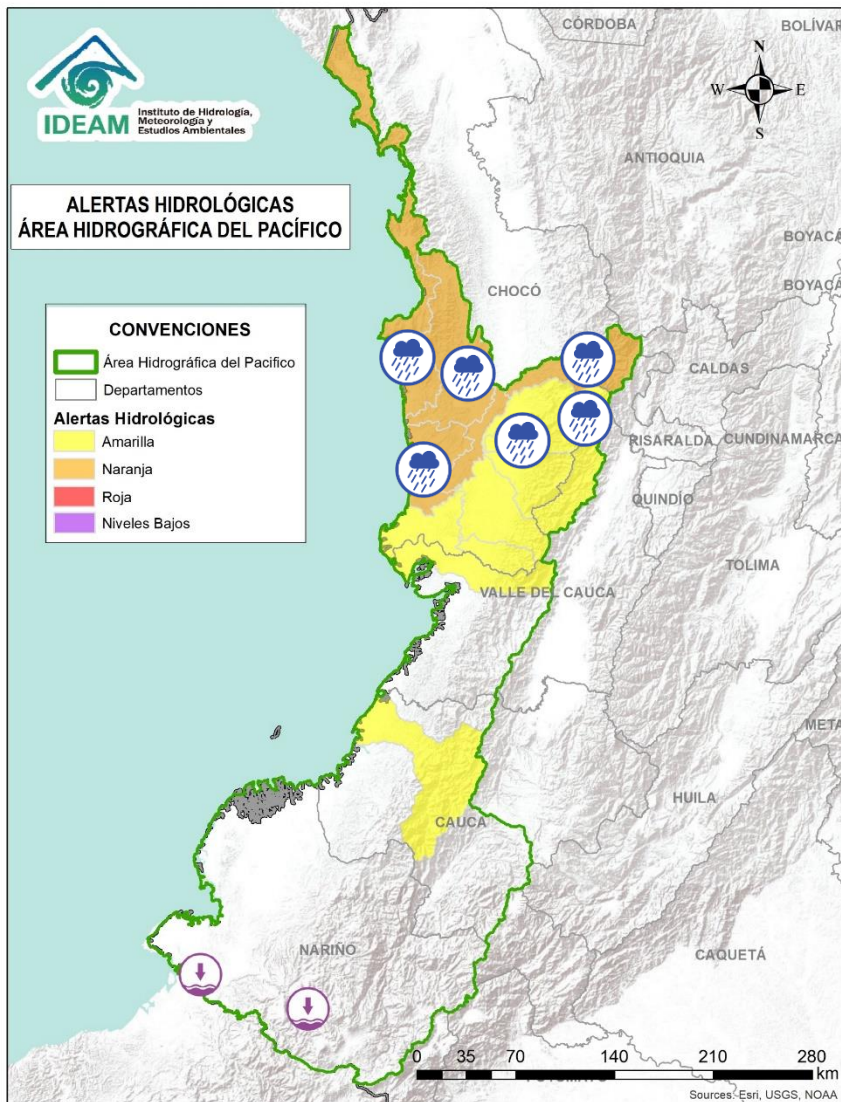 CÓRDOBA
BOLÍVAR
IDEAM
Instituto de Hidrología,
Meteorología y
Estudios Ambientales
N
W
E
S
ANTIOQUIA
ALERTAS HIDROLÓGICAS
ÁREA HIDROGRÁFICA DEL PACÍFICO
BOYACÁ
BOYACÁ
CHOCÓ
CONVENCIONES
Área Hidrográfica del Pacifico
Departamentos
Alertas Hidrológicas
Amarilla
Naranja
Roja
Niveles Bajos
CALDAS
RISARALDA
CUNDINAMARCA
QUINDÍO
TOLIMA
VALLE DEL CAUCA
META
HUILA
CAUCA
NARIÑO
CAQUETÁ
0 35 70 140 210 280
km
Sources: Esri, USGS, NOAA